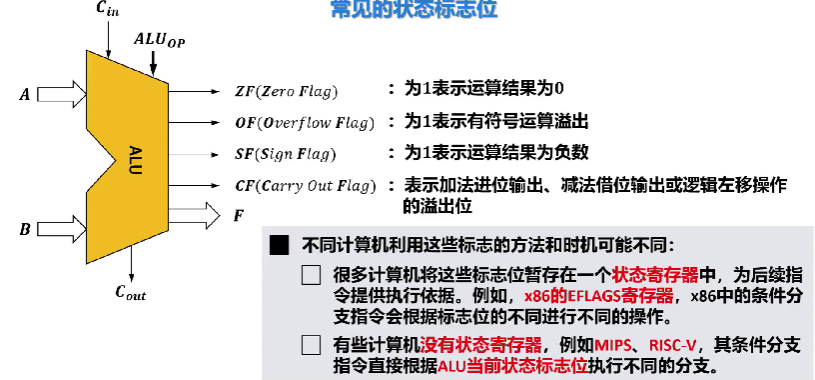 常见的状态标志位
C_in
ALU_OP
A
ZF(Zero Flag) ：为1表示运算结果为0
OF(Overflow Flag) ：为1表示有符号运算溢出
ALU
SF(Sign Flag) ：为1表示运算结果为负数
CF(Carry Out Flag) ：表示加法进位输出、减法借位输出或逻辑左移操作
的溢出位
B
F
C_out
不同计算机利用这些标志的方法和时机可能不同：
很多计算机将这些标志位暂存在一个状态寄存器中，为后续指
令提供执行依据。例如，x86的EFLAGS寄存器，x86中的条件分
支指令会根据标志位的不同进行不同的操作。
有些计算机没有状态寄存器，例如MIPS、RISC-V，其条件分支
指令直接根据ALU当前状态标志位执行不同的分支。